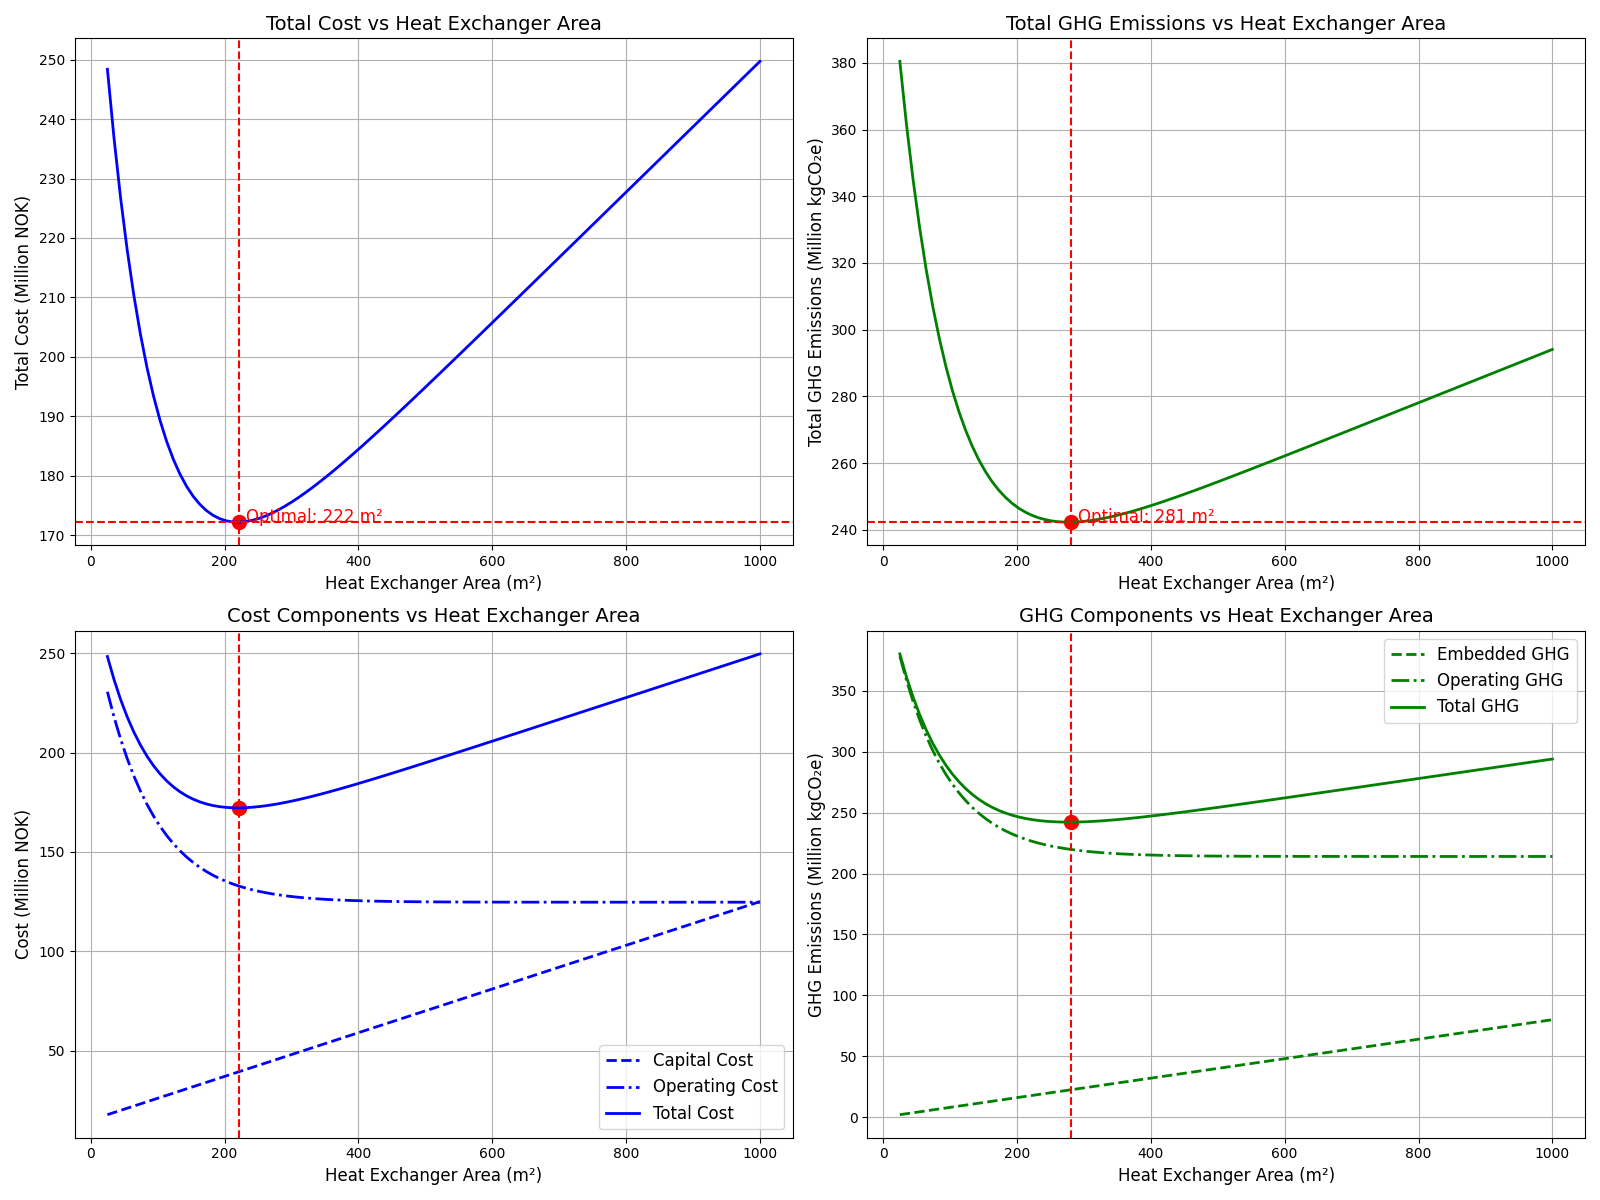 Total Cost vs Heat Exchanger Area
250
240
230
220
210
200
190
180
170
Total Cost (Million NOK)
Optimal: 222 m²
0 200 400 600 800 1000
Heat Exchanger Area (m²)
Total GHG Emissions vs Heat Exchanger Area
380
360
340
320
300
280
260
240
Total GHG Emissions (Million kgCO₂e)
Optimal: 281 m²
0 200 400 600 800 1000
Heat Exchanger Area (m²)
Cost Components vs Heat Exchanger Area
250
200
150
100
50
Cost (Million NOK)
Capital Cost
Operating Cost
Total Cost
0 200 400 600 800 1000
Heat Exchanger Area (m²)
GHG Components vs Heat Exchanger Area
Embedded GHG
Operating GHG
Total GHG
350
300
250
200
150
100
50
0
GHG Emissions (Million kgCO₂e)
0 200 400 600 800 1000
Heat Exchanger Area (m²)